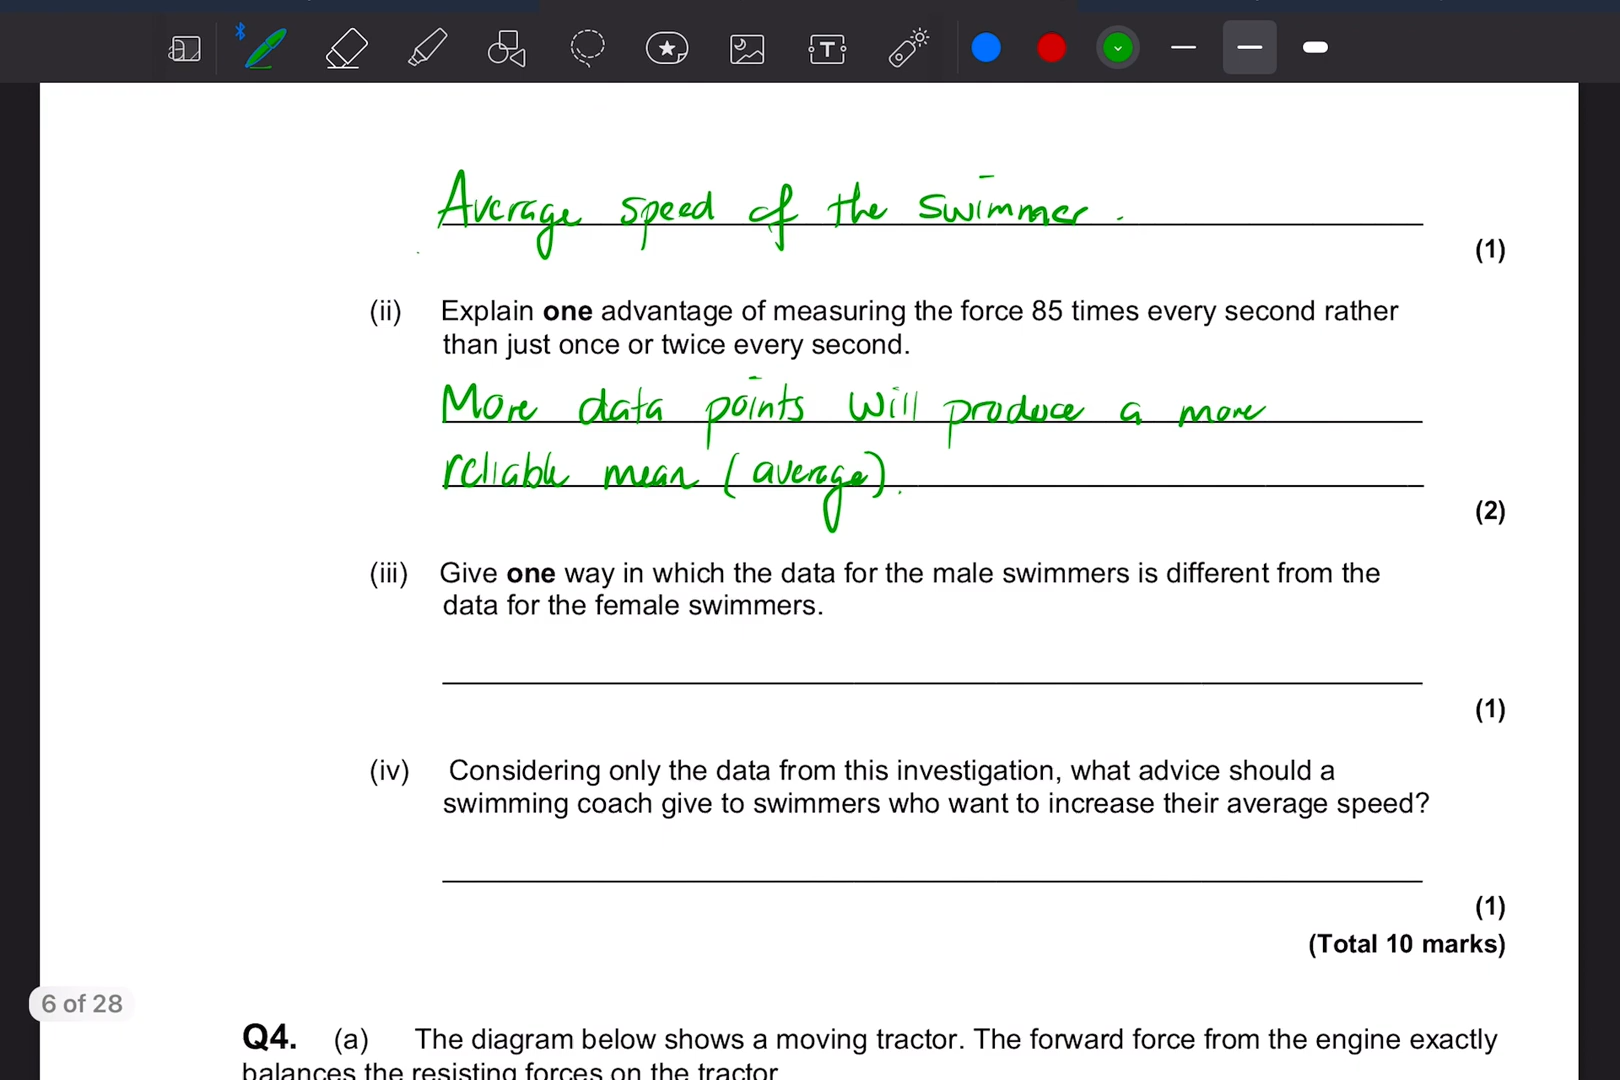 Average speed of the swimmer.
(1)
(ii) Explain one advantage of measuring the force 85 times every second rather
than just once or twice every second.
More data points will produce a more
reliable mean (average).
(2)
(iii) Give one way in which the data for the male swimmers is different from the
data for the female swimmers.
(1)
(iv) Considering only the data from this investigation, what advice should a
swimming coach give to swimmers who want to increase their average speed?
(1)
(Total 10 marks)
6 of 28
Q4. (a) The diagram below shows a moving tractor. The forward force from the engine exactly
balances the resisting forces on the tractor